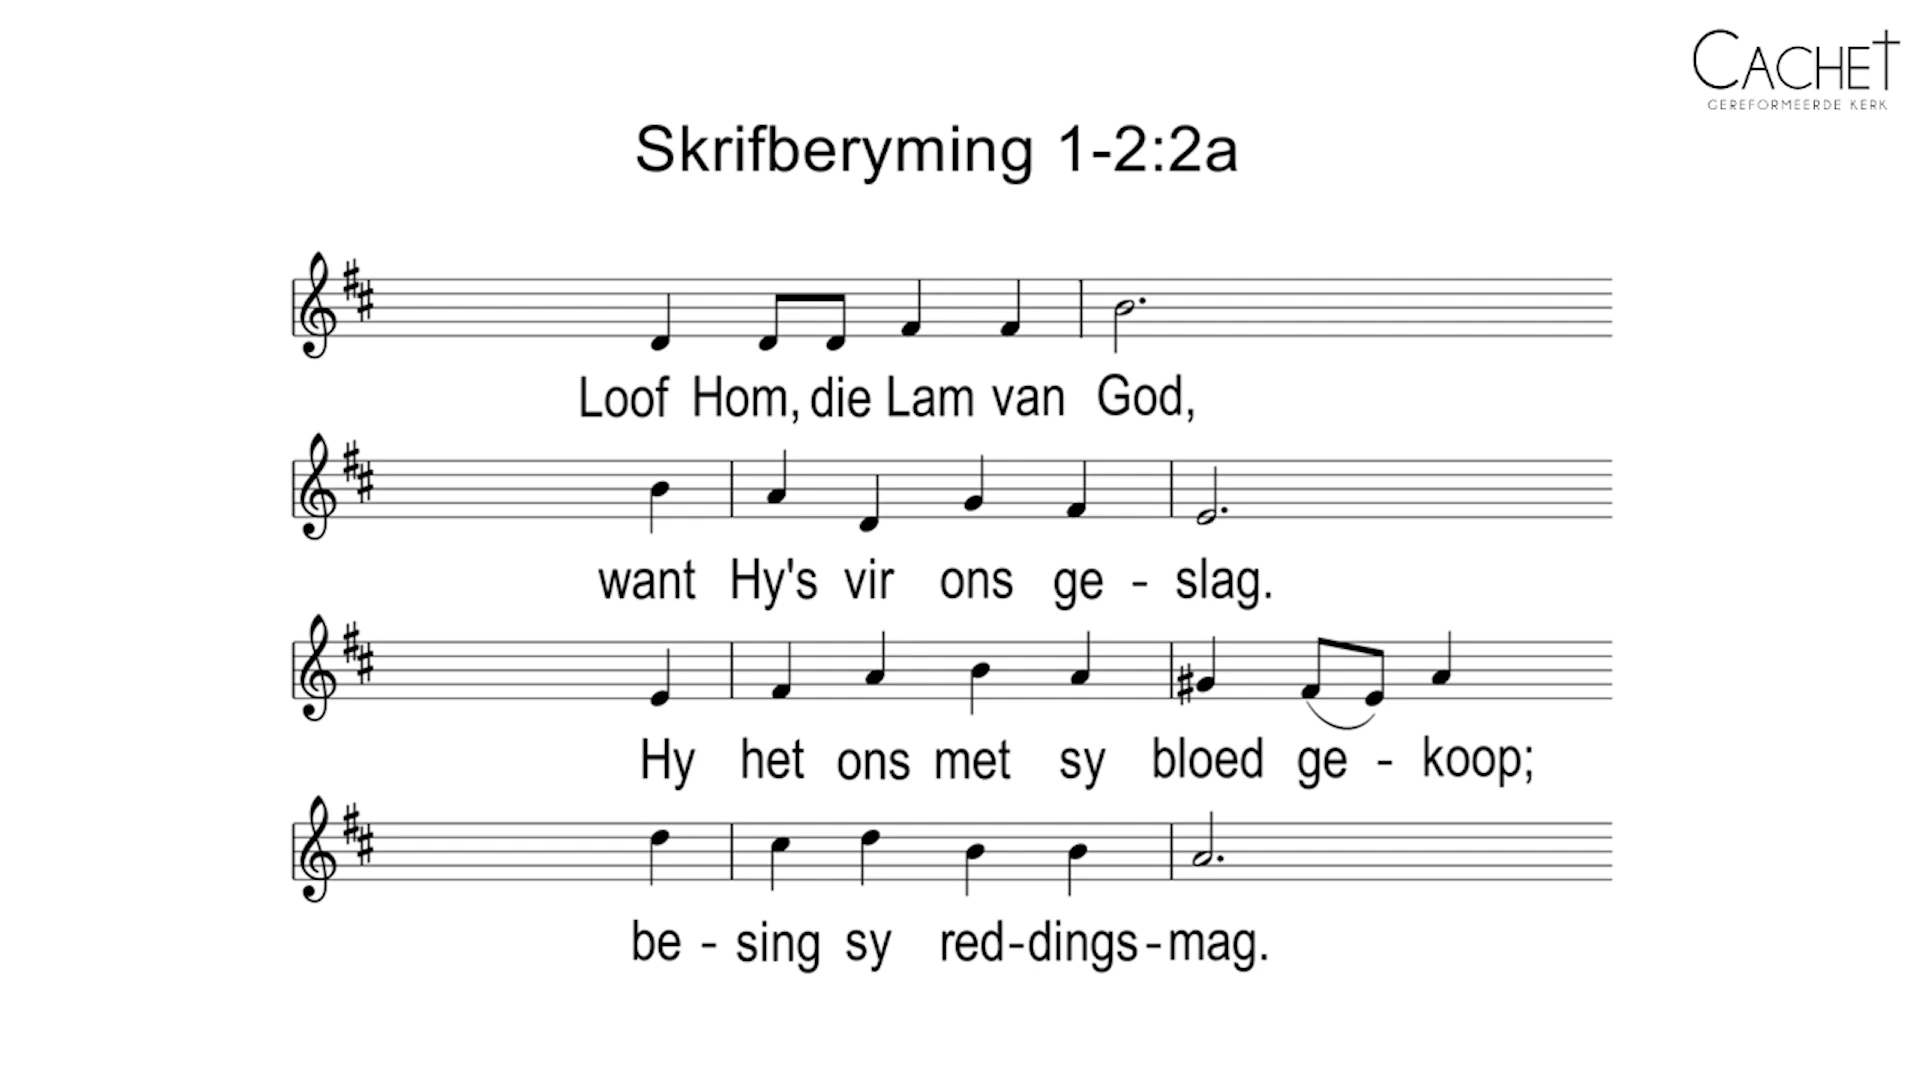 CACHET
GEREFORMEERDE KERK
Skrifberyming 1-2:2a
Loof Hom, die Lam van God,
want Hy's vir ons ge - slag.
Hy het ons met sy bloed ge - koop;
be - sing sy red-dings-mag.